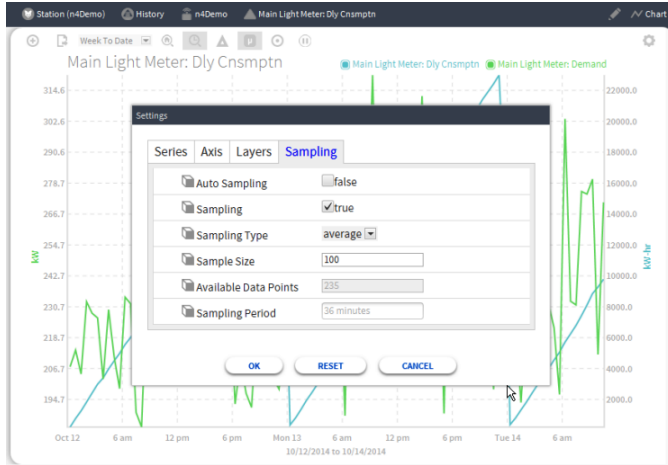 Station (n4Demo) History n4Demo Main Light Meter: Dly Cnsmptn Chart
Week To Date
Main Light Meter: Dly Cnsmptn
Main Light Meter: Dly Cnsmptn Main Light Meter: Demand
314.6 22000.0
302.6 20000.0
Settings
290.6 18000.0
Series Axis Layers Sampling
278.7 16000.0
Auto Sampling false
266.7 14000.0
Sampling true
Sampling Type average
254.7 12000.0
kW kW-hr
Sample Size 100
242.7 10000.0
Available Data Points 235
230.7 8000.0
Sampling Period 36 minutes
218.7 6000.0
OK RESET CANCEL
206.7 4000.0
194.7 2000.0
Oct 12 6 am 12 pm 6 pm Mon 13 6 am 12 pm 6 pm Tue 14 6 am
10/12/2014 to 10/14/2014